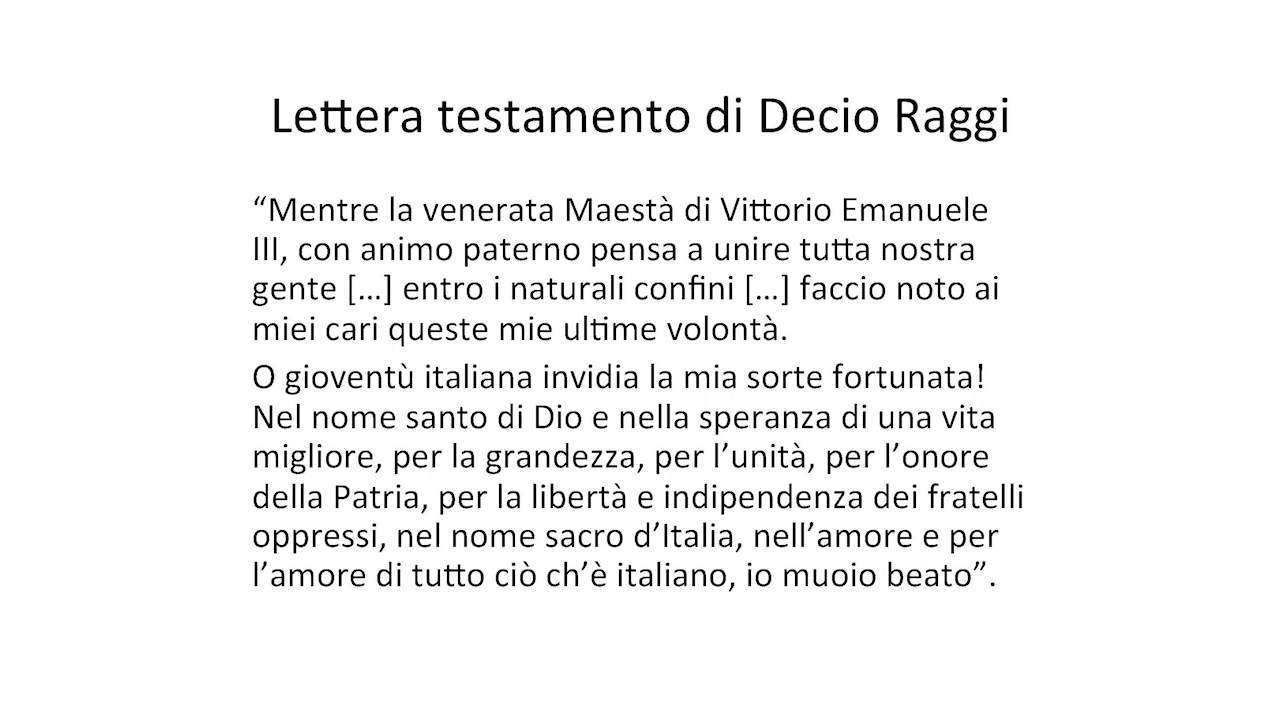 Lettera testamento di Decio Raggi
“Mentre la venerata Maestà di Vittorio Emanuele
III, con animo paterno pensa a unire tutta nostra
gente […] entro i naturali confini […] faccio noto ai
miei cari queste mie ultime volontà.
O gioventù italiana invidia la mia sorte fortunata!
Nel nome santo di Dio e nella speranza di una vita
migliore, per la grandezza, per l’unità, per l’onore
della Patria, per la libertà e indipendenza dei fratelli
oppressi, nel nome sacro d’Italia, nell’amore e per
l’amore di tutto ciò ch’è italiano, io muoio beato”.